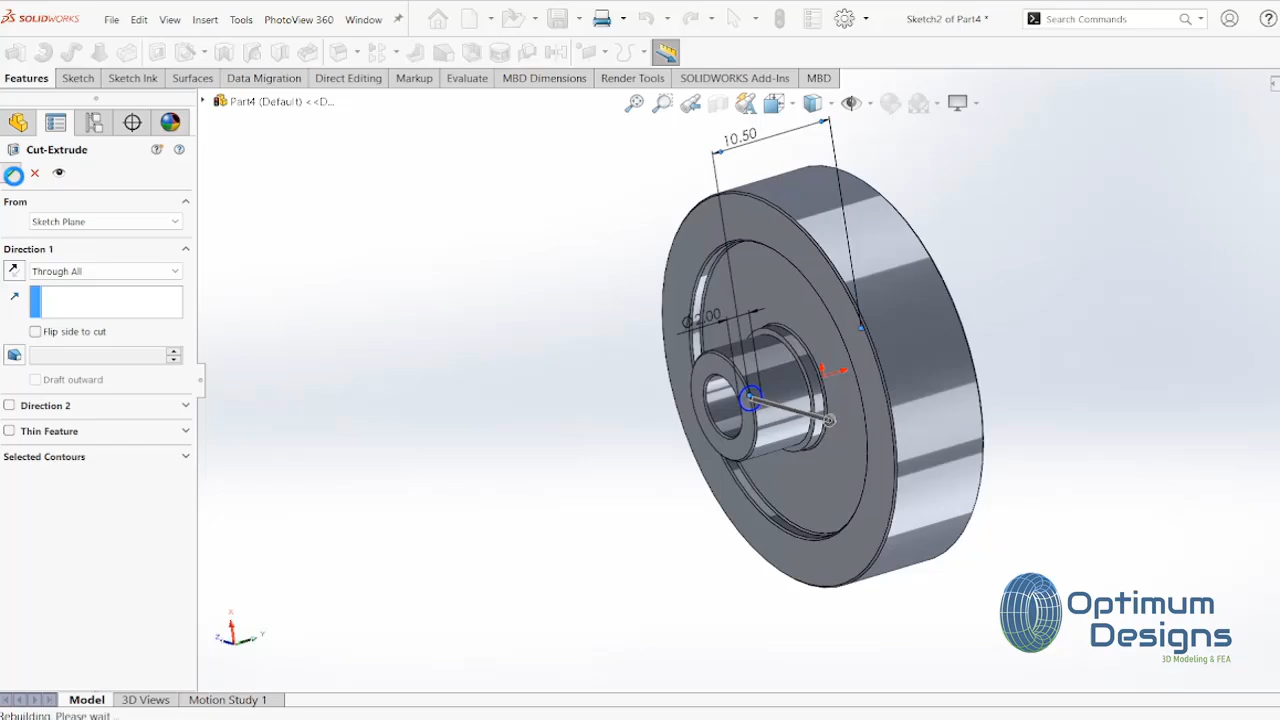 SOLIDWORKS File Edit View Insert Tools PhotoView 360 Window Sketch2 of Part4 * Search Commands
Features Sketch Sketch Ink Surfaces Data Migration Direct Editing Markup Evaluate MBD Dimensions Render Tools SOLIDWORKS Add-Ins MBD
Part4 (Default) <<D...
Cut-Extrude
From
Sketch Plane
Direction 1
Through All
Flip side to cut
Draft outward
Direction 2
Thin Feature
Selected Contours
10.50
Ø2.00
X
Z Y
Optimum
Designs
3D Modeling & FEA
Model 3D Views Motion Study 1
Rebuilding. Please wait ...